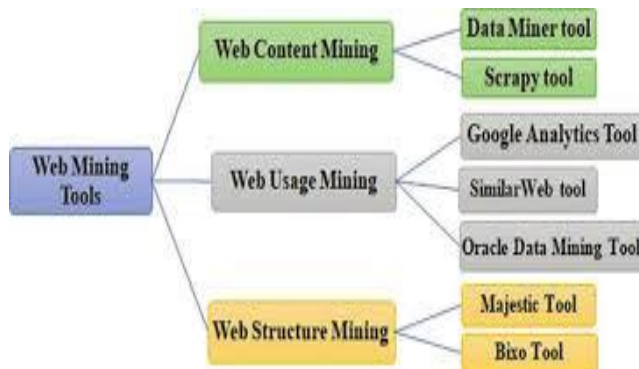 Web Mining
Tools
Web Content Mining
Data Miner tool
Scrapy tool
Web Usage Mining
Google Analytics Tool
SimilarWeb tool
Oracle Data Mining Tool
Web Structure Mining
Majestic Tool
Bixo Tool